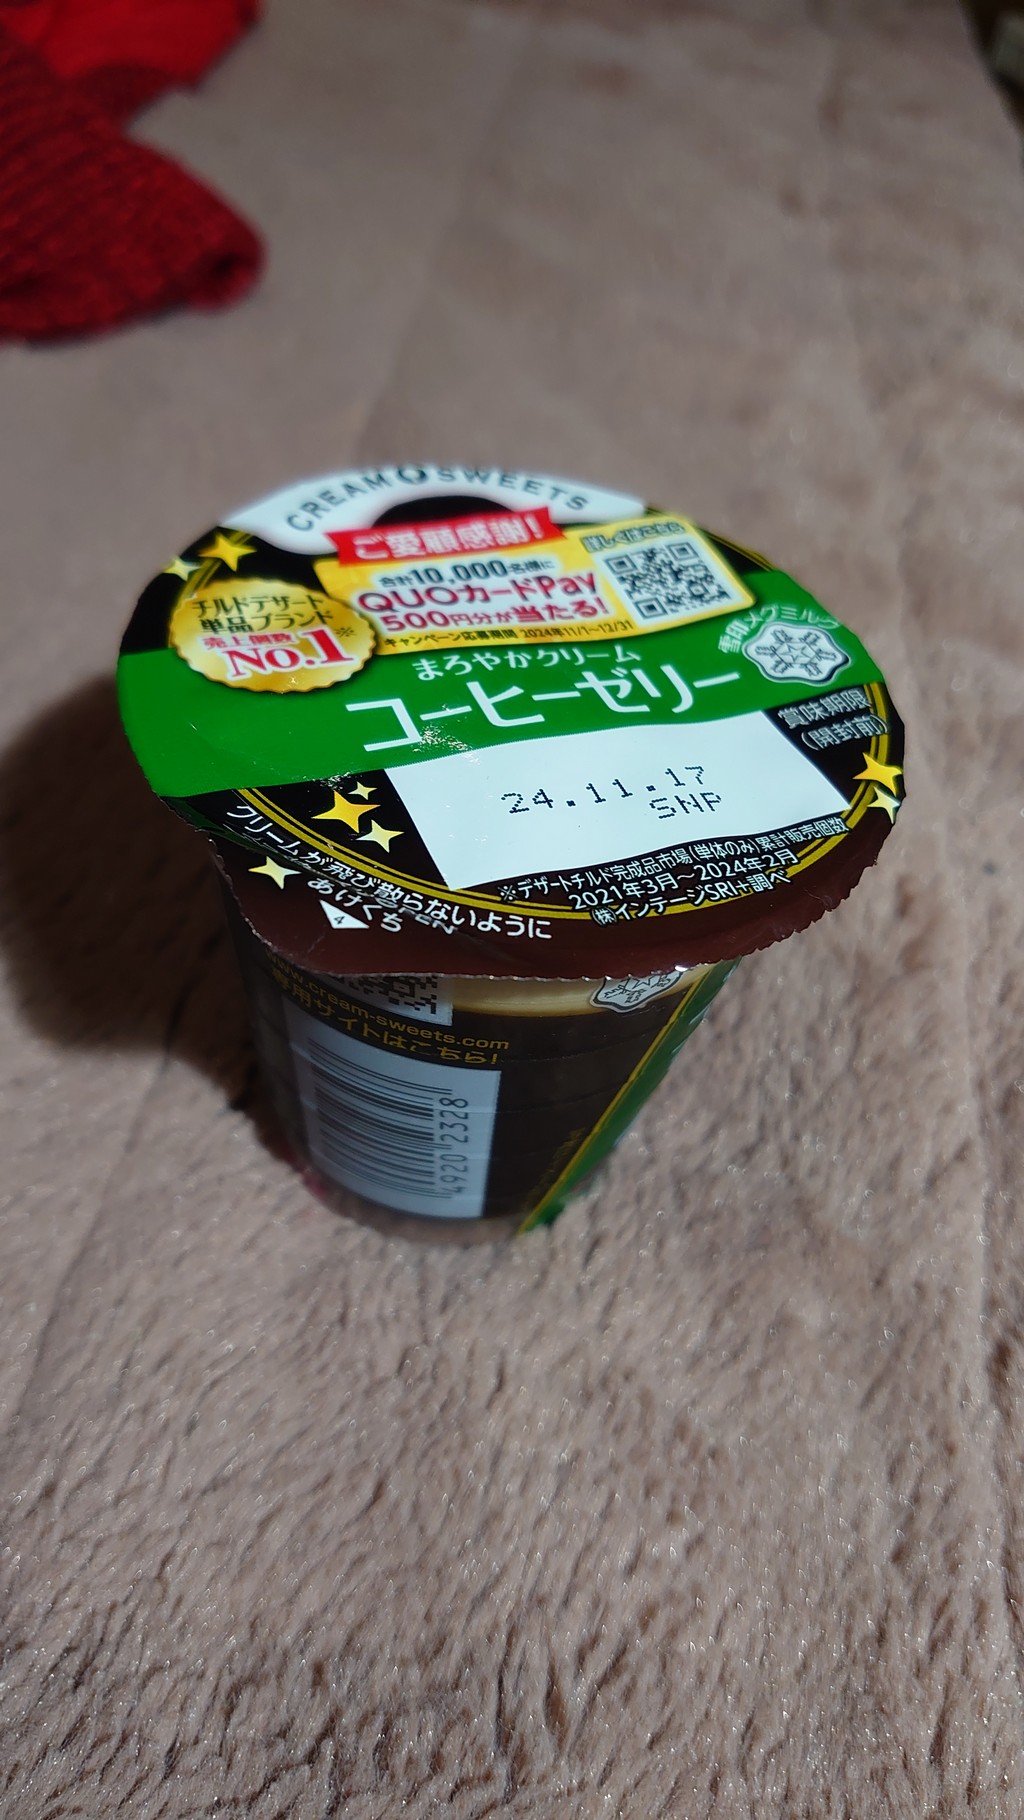 CREAM SWEETS
ご愛顧感謝!
合計10,000名様に
QUOカードPay
500円分が当たる!
キャンペーン応募期間 2024年11/1~12/31
詳しくはこちら
チルドデザート
単品ブランド
売上個数
No.1※
雪印メグミルク
まろやかクリーム
コーヒーゼリー
賞味期限
(開封前)
24.11.17
SNP
※デザートチルド完成品市場(単体のみ)累計販売個数
2021年3月~2024年2月
㈱インテージSRI+調べ
クリームが飛び散らないように
あけくち
4
www.cream-sweets.com
専用サイトはこちら!
4920 2328